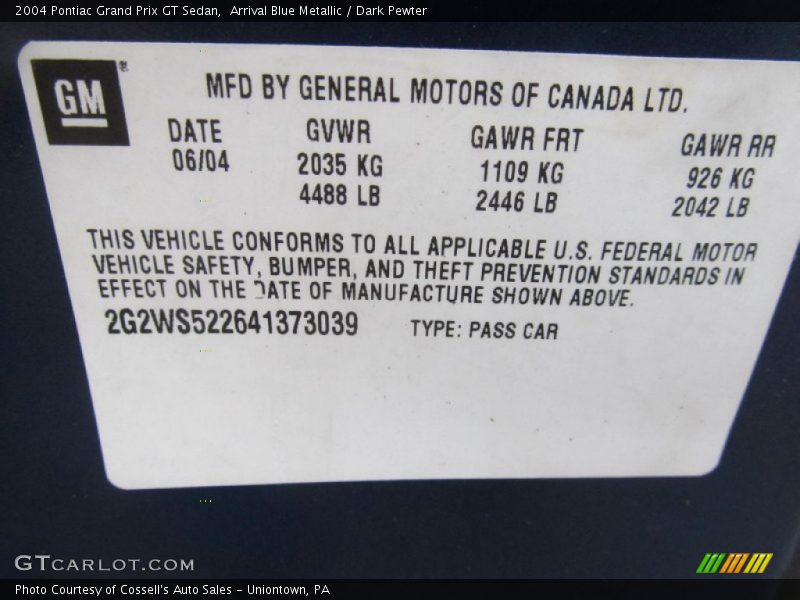 2004 Pontiac Grand Prix GT Sedan,  Arrival Blue Metallic / Dark Pewter
GM®
MFD BY GENERAL MOTORS OF CANADA LTD.
DATE GVWR GAWR FRT GAWR RR
06/04 2035 KG 1109 KG 926 KG
4488 LB 2446 LB 2042 LB
THIS VEHICLE CONFORMS TO ALL APPLICABLE U.S. FEDERAL MOTOR
VEHICLE SAFETY, BUMPER, AND THEFT PREVENTION STANDARDS IN
EFFECT ON THE DATE OF MANUFACTURE SHOWN ABOVE.
2G2WS522641373039 TYPE: PASS CAR
GTCARLOT.COM
Photo Courtesy of Cossell's Auto Sales - Uniontown, PA